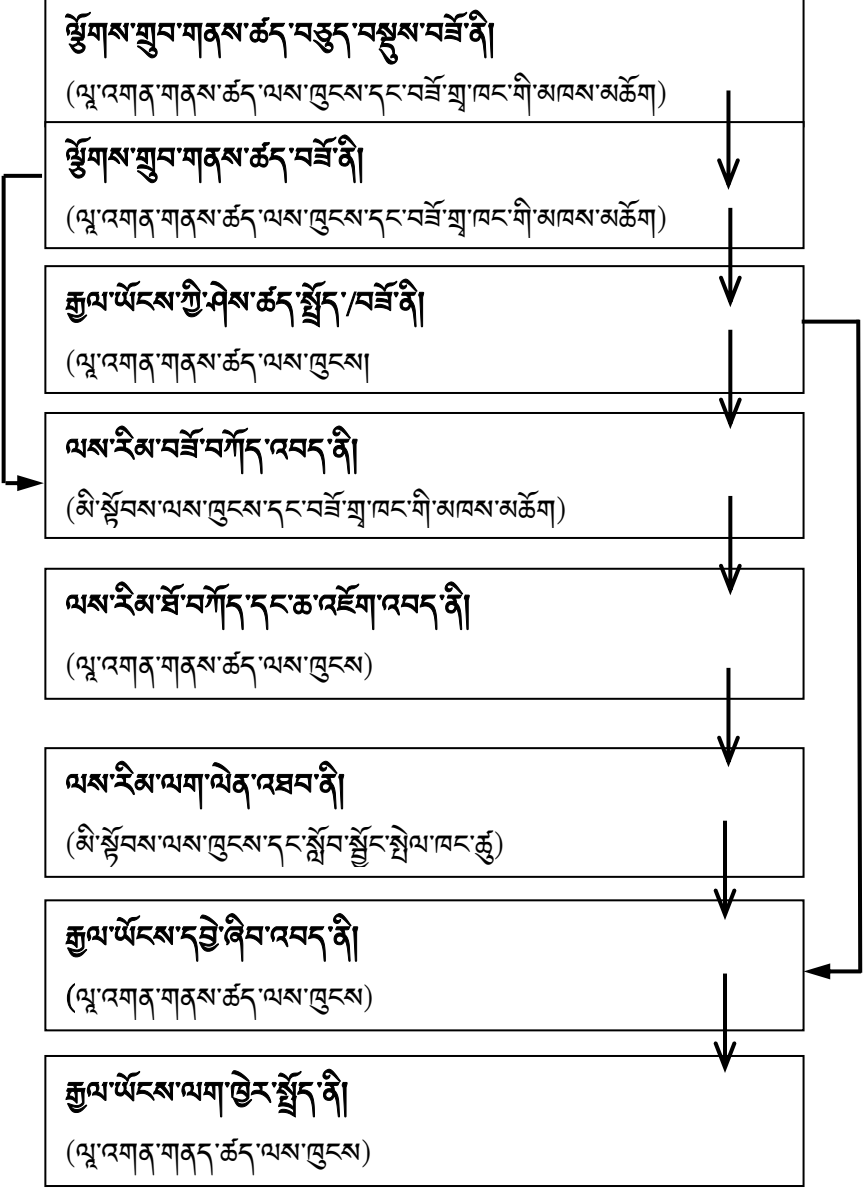 ལྕོགས་གྲུབ་གནས་ཚད་བཅུད་བསྡུས་བཟོ་ནི།
(ལཱ་འགན་གནས་ཚད་ལས་ཁུངས་དང་བཟོ་གྲྭ་ཁང་གི་མཁས་མཆོག)
ལྕོགས་གྲུབ་གནས་ཚད་བཟོ་ནི།
(ལཱ་འགན་གནས་ཚད་ལས་ཁུངས་དང་བཟོ་གྲྭ་ཁང་གི་མཁས་མཆོག)
རྒྱལ་ཡོངས་ཀྱི་ཤེས་ཚད་སྤྲོད་/བཟོ་ནི།
(ལཱ་འགན་གནས་ཚད་ལས་ཁུངས།
ལས་རིམ་བཟོ་བཀོད་འབད་ནི།
(མི་སྟོབས་ལས་ཁུངས་དང་བཟོ་གྲྭ་ཁང་གི་མཁས་མཆོག)
ལས་རིམ་ཐོ་བཀོད་དང་ཆ་འཇོག་འབད་ནི།
(ལཱ་འགན་གནས་ཚད་ལས་ཁུངས)
ལས་རིམ་ལག་ལེན་འཐབ་ནི།
(མི་སྟོབས་ལས་ཁུངས་དང་སློབ་སྦྱོང་སྤེལ་ཁང་ཚུ)
རྒྱལ་ཡོངས་དབྱེ་ཞིབ་འབད་ནི།
(ལཱ་འགན་གནས་ཚད་ལས་ཁུངས)
རྒྱལ་ཡོངས་ལག་ཁྱེར་སྤྲོད་ནི།
(ལཱ་འགན་གནད་ཚད་ལས་ཁུངས)